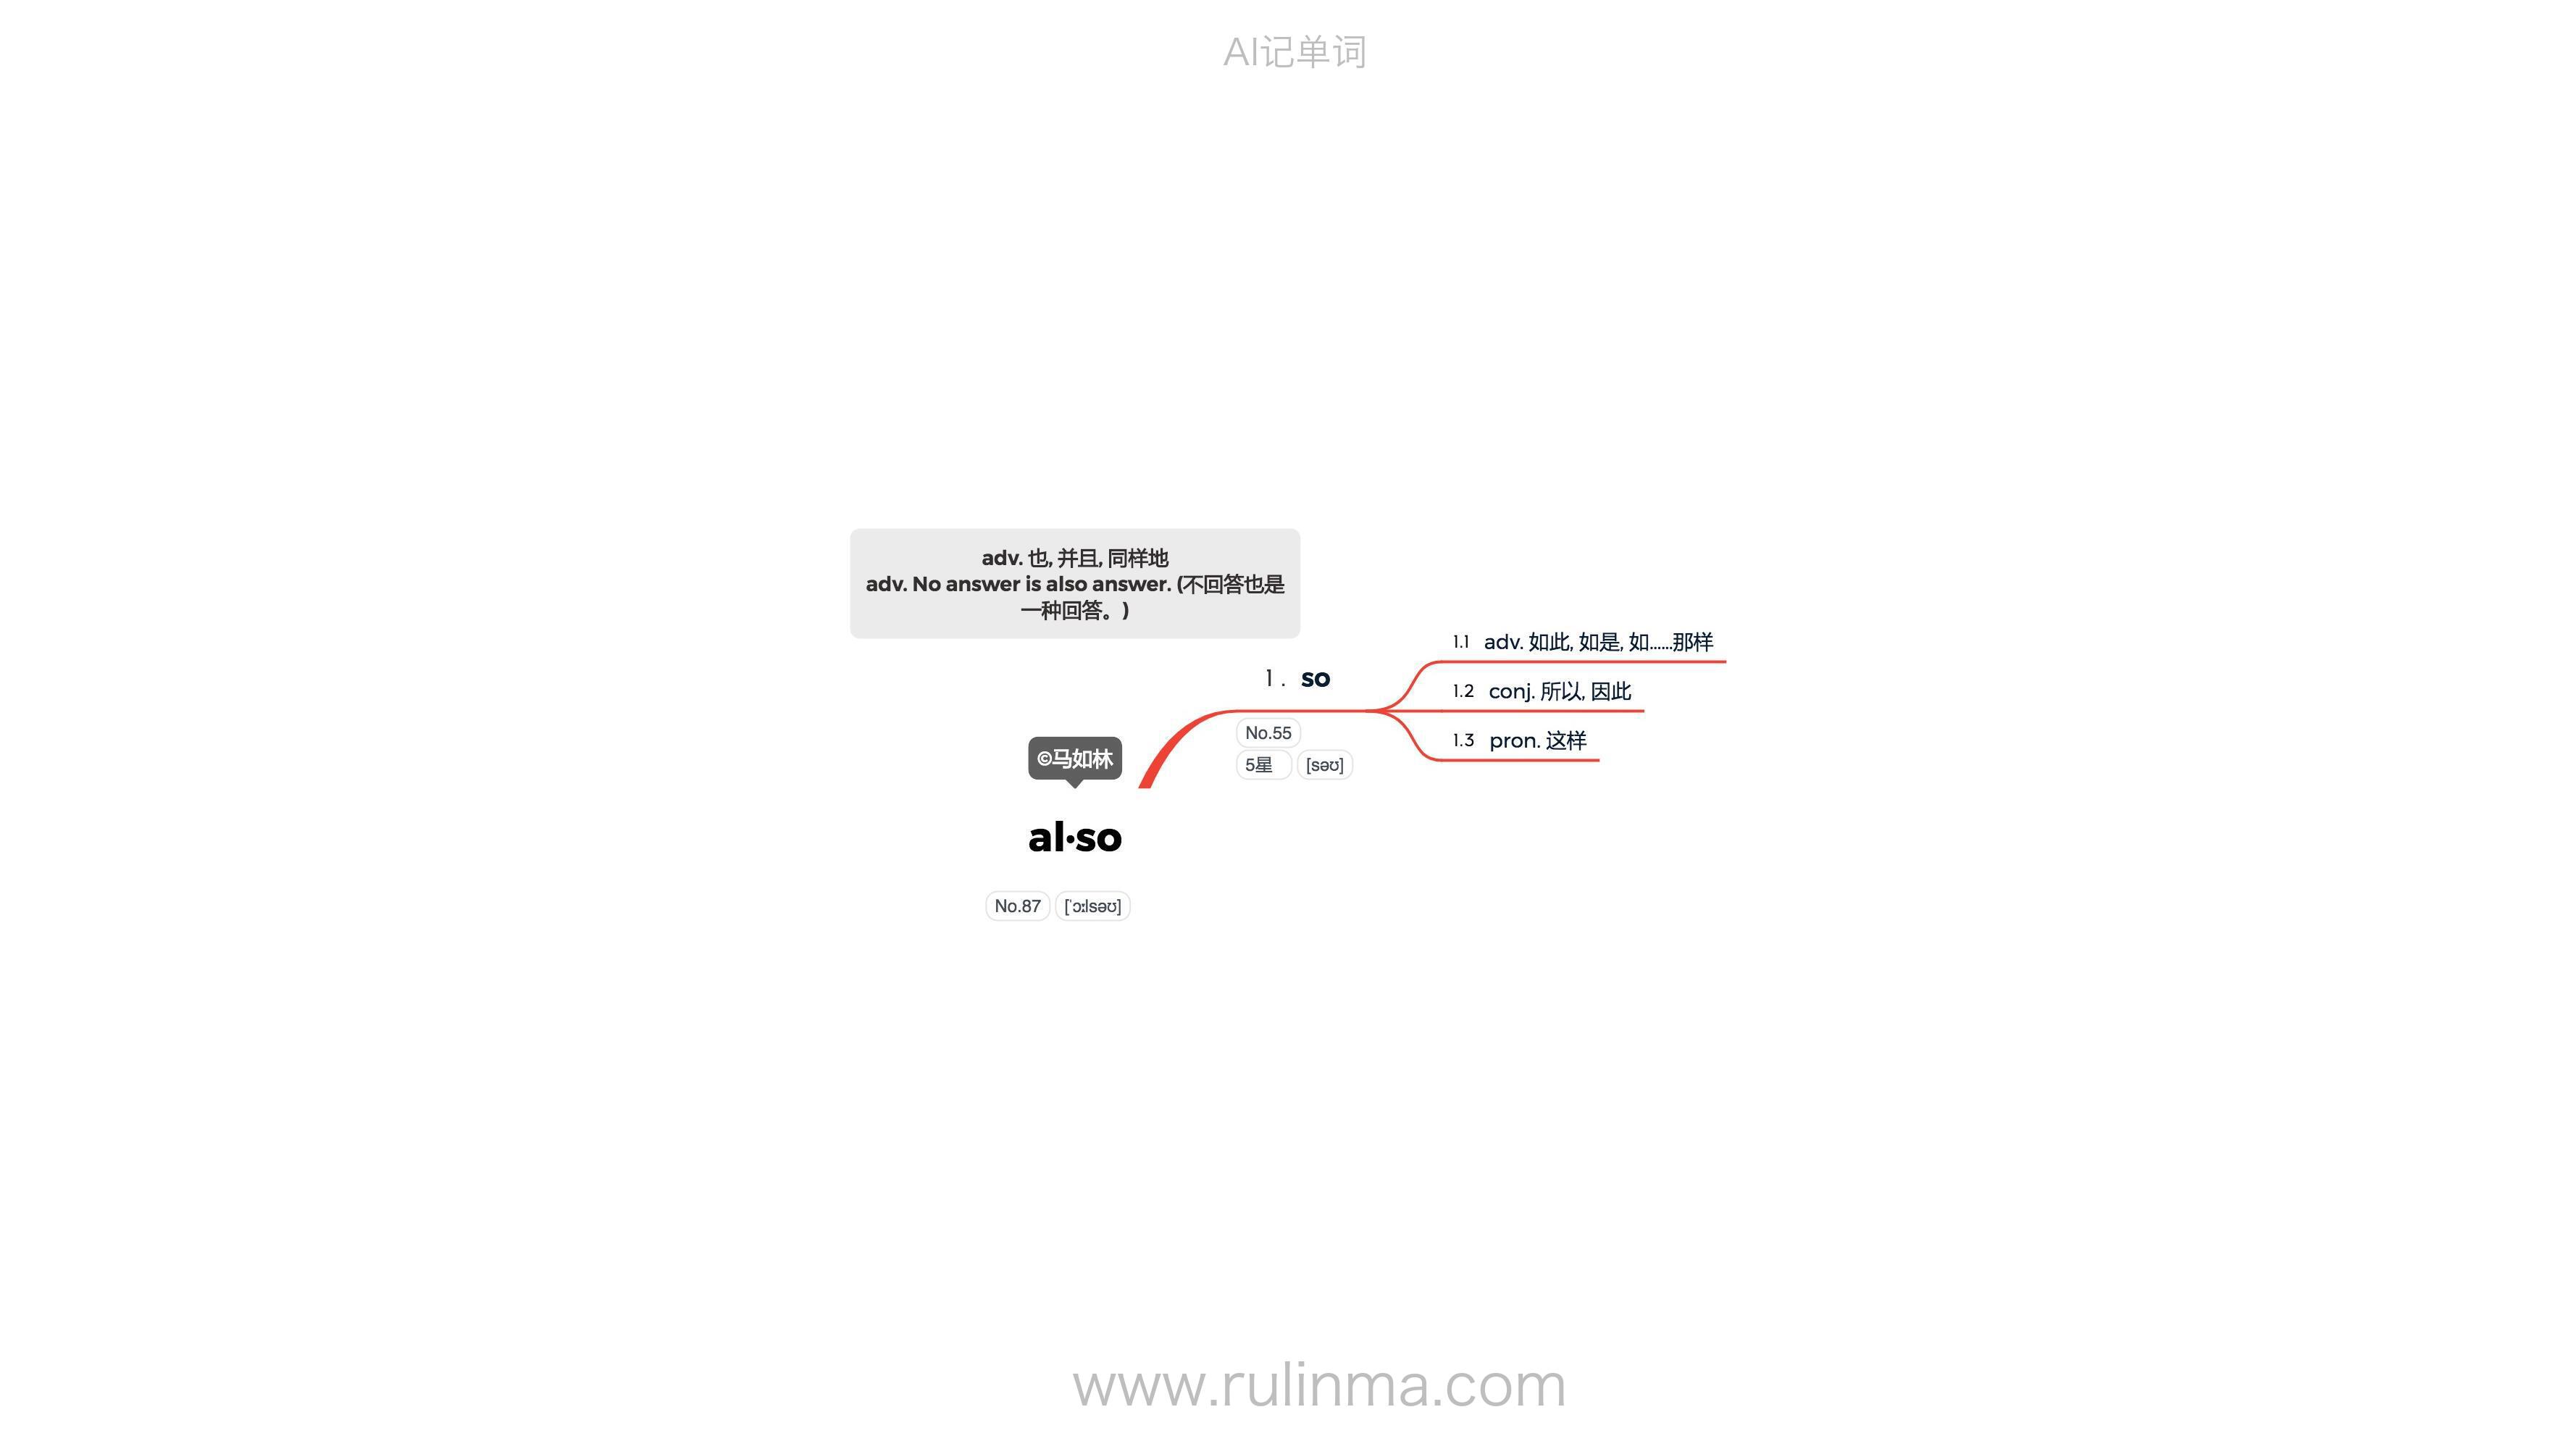 AI记单词
adv. 也, 并且, 同样地
adv. No answer is also answer. (不回答也是
一种回答。)
1.1 adv. 如此, 如是, 如……那样
1. so
1.2 conj. 所以, 因此
No.55
1.3 pron. 这样
©马如林
5星 [səʊ]
al·so
No.87 [ˈɔːlsəʊ]
www.rulinma.com